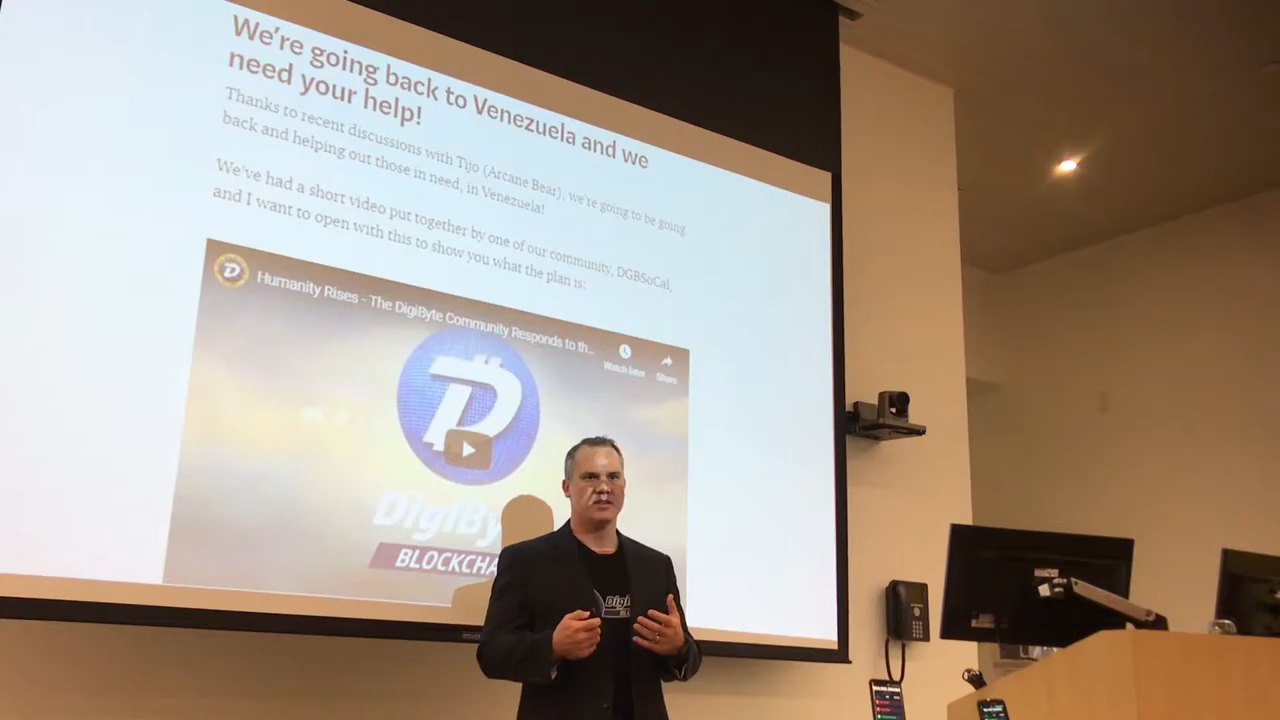 We're going back to Venezuela and we
need your help!
Thanks to recent discussions with Tijo (Arcane Bear), we're going to be going
back and helping out those in need, in Venezuela!
We've had a short video put together by one of our community, DGBSoCal,
and I want to open with this to show you what the plan is:
Humanity Rises - The DigiByte Community Responses to th...
Watch later
Share
DigiBy
BLOCKCHA
Digi